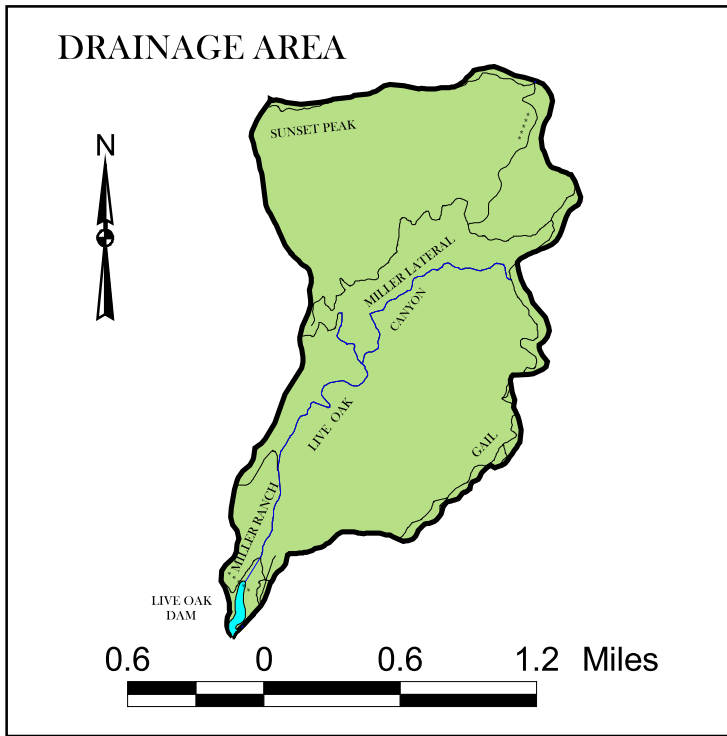 DRAINAGE AREA
SUNSET PEAK
N
MILLER LATERAL
CANYON
LIVE OAK
GAIL
MILLER RANCH
LIVE OAK
DAM
0.6 0 0.6 1.2 Miles